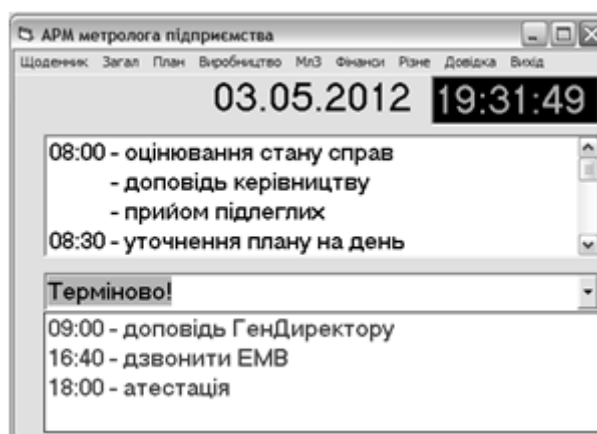 АРМ метролога підприємства
Щоденник Загал План Виробництво МлЗ Фінанси Різне Довідка Вихід
03.05.2012 19:31:49
08:00 - оцінювання стану справ
- доповідь керівництву
- прийом підлеглих
08:30 - уточнення плану на день
Терміново!
09:00 - доповідь ГенДиректору
16:40 - дзвонити ЕМВ
18:00 - атестація